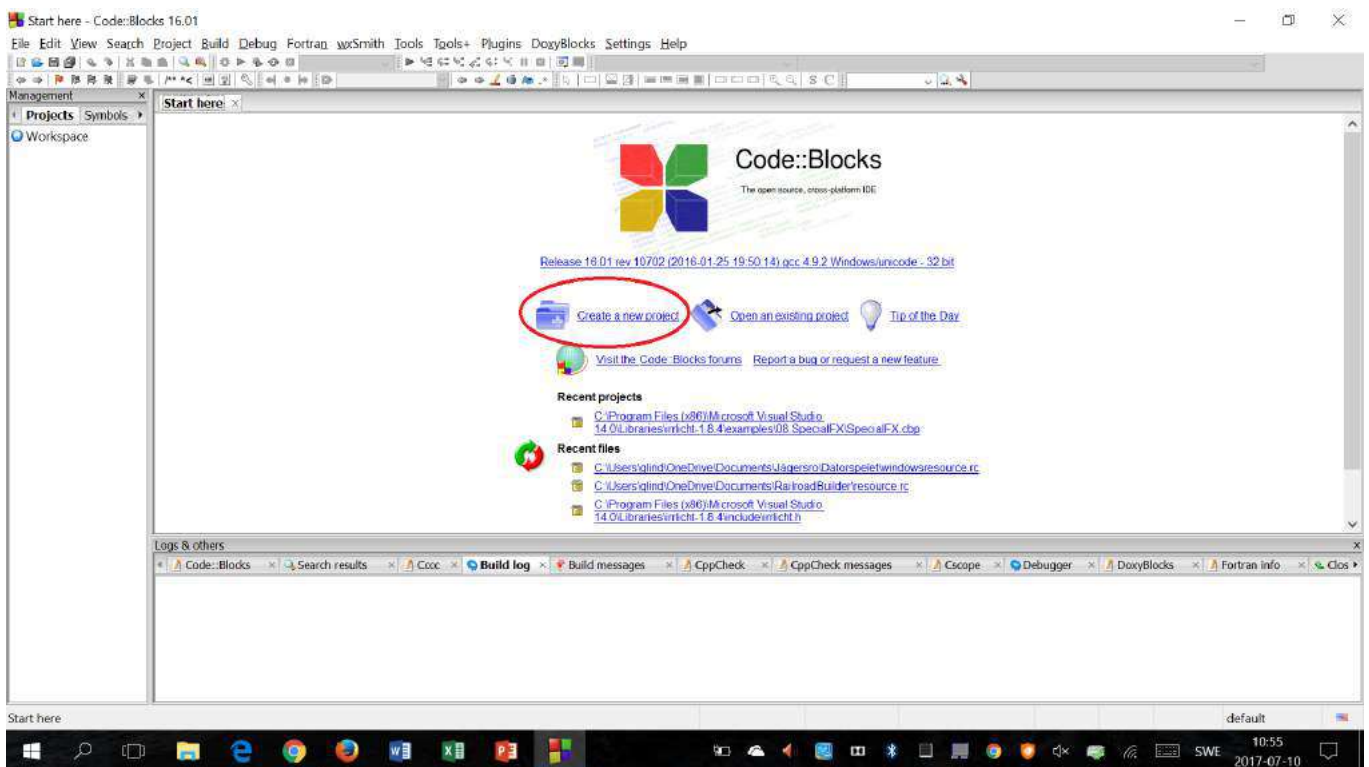 Start here - Code::Blocks 16.01
File Edit View Search Project Build Debug Fortran wxSmith Tools Tools+ Plugins DoxyBlocks Settings Help
S C
Management
Projects Symbols
Workspace
Start here
Code::Blocks
The open source, cross-platform IDE
Release 16.01 rev 10702 (2016-01-25 19:50:14) gcc 4.9.2 Windows/unicode - 32 bit
Create a new project Open an existing project Tip of the Day
Visit the Code::Blocks forums Report a bug or request a new feature
Recent projects
C:\Program Files (x86)\Microsoft Visual Studio
14.0\Libraries\irrlicht-1.8.4\examples\08.SpecialFX\SpecialFX.cbp
Recent files
C:\Users\glind\OneDrive\Documents\Jägersro\Datorspelet\windowsresource.rc
C:\Users\glind\OneDrive\Documents\RailroadBuilder\resource.rc
C:\Program Files (x86)\Microsoft Visual Studio
14.0\Libraries\irrlicht-1.8.4\include\irrlicht.h
Logs & others
Code::Blocks Search results Cccc Build log Build messages CppCheck CppCheck messages Cscope Debugger DoxyBlocks Fortran info Clos
Start here default
SWE 10:55
2017-07-10